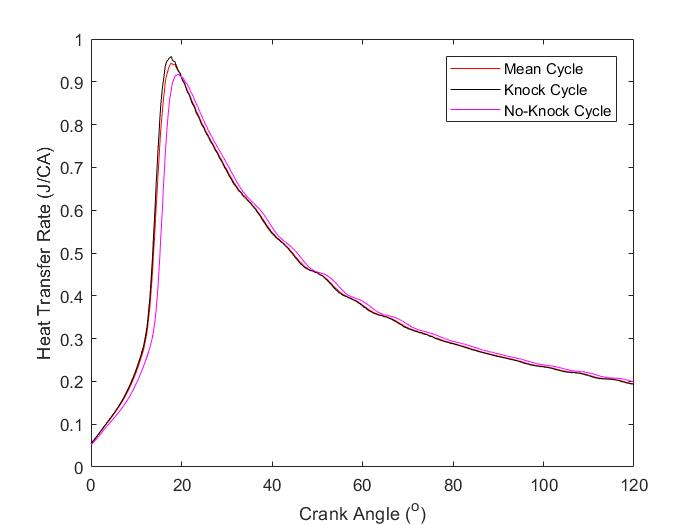 1
0.9
0.8
0.7
0.6
0.5
0.4
0.3
0.2
0.1
0
Heat Transfer Rate (J/CA)
Mean Cycle
Knock Cycle
No-Knock Cycle
0 20 40 60 80 100 120
Crank Angle (o)